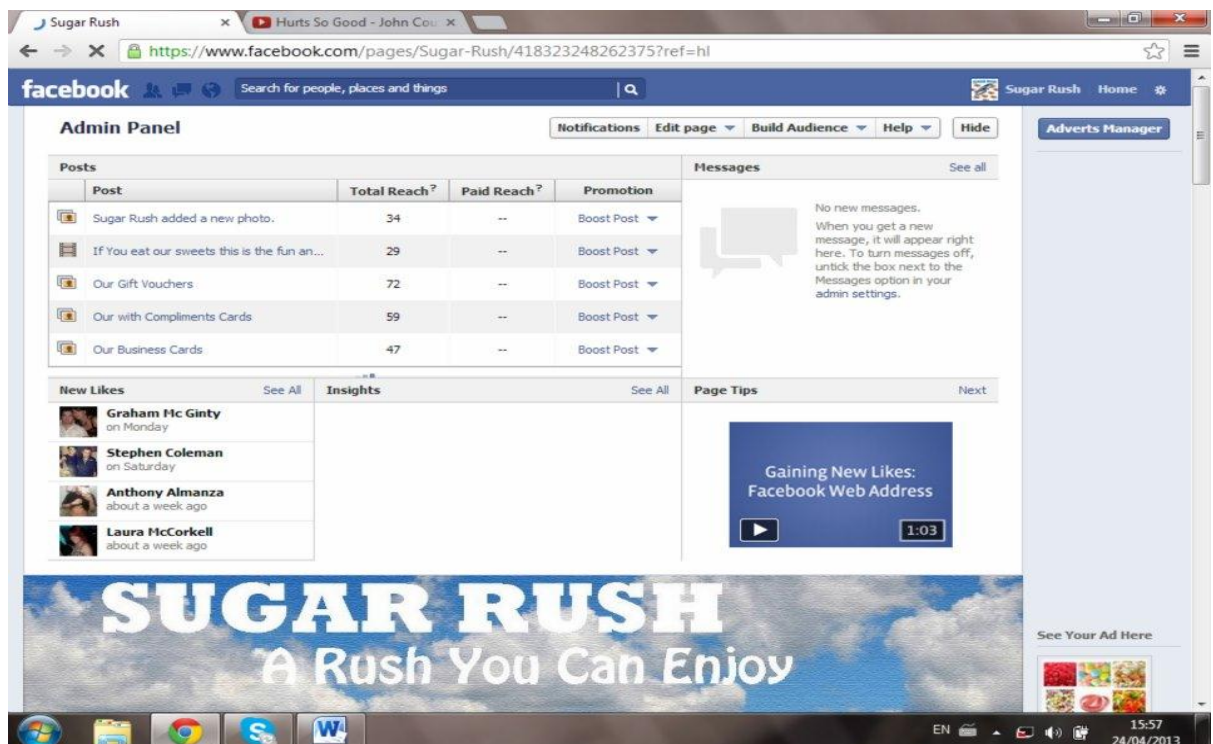 Sugar Rush
Hurts So Good - John Cou
https://www.facebook.com/pages/Sugar-Rush/418323248262375?ref=hl
facebook
Search for people, places and things
Sugar Rush Home
Admin Panel
Notifications Edit page Build Audience Help Hide
Adverts Manager
Posts
Post Total Reach? Paid Reach? Promotion
Sugar Rush added a new photo. 34 -- Boost Post
If You eat our sweets this is the fun an... 29 -- Boost Post
Our Gift Vouchers 72 -- Boost Post
Our with Compliments Cards 59 -- Boost Post
Our Business Cards 47 -- Boost Post
Messages See all
No new messages.
When you get a new
message, it will appear right
here. To turn messages off,
untick the box next to the
Messages option in your
admin settings.
New Likes See All
Graham Mc Ginty
on Monday
Stephen Coleman
on Saturday
Anthony Almanza
about a week ago
Laura McCorkell
about a week ago
Insights See All
Page Tips Next
Gaining New Likes:
Facebook Web Address
1:03
SUGAR RUSH
A Rush You Can Enjoy
See Your Ad Here
EN
15:57
24/04/2013